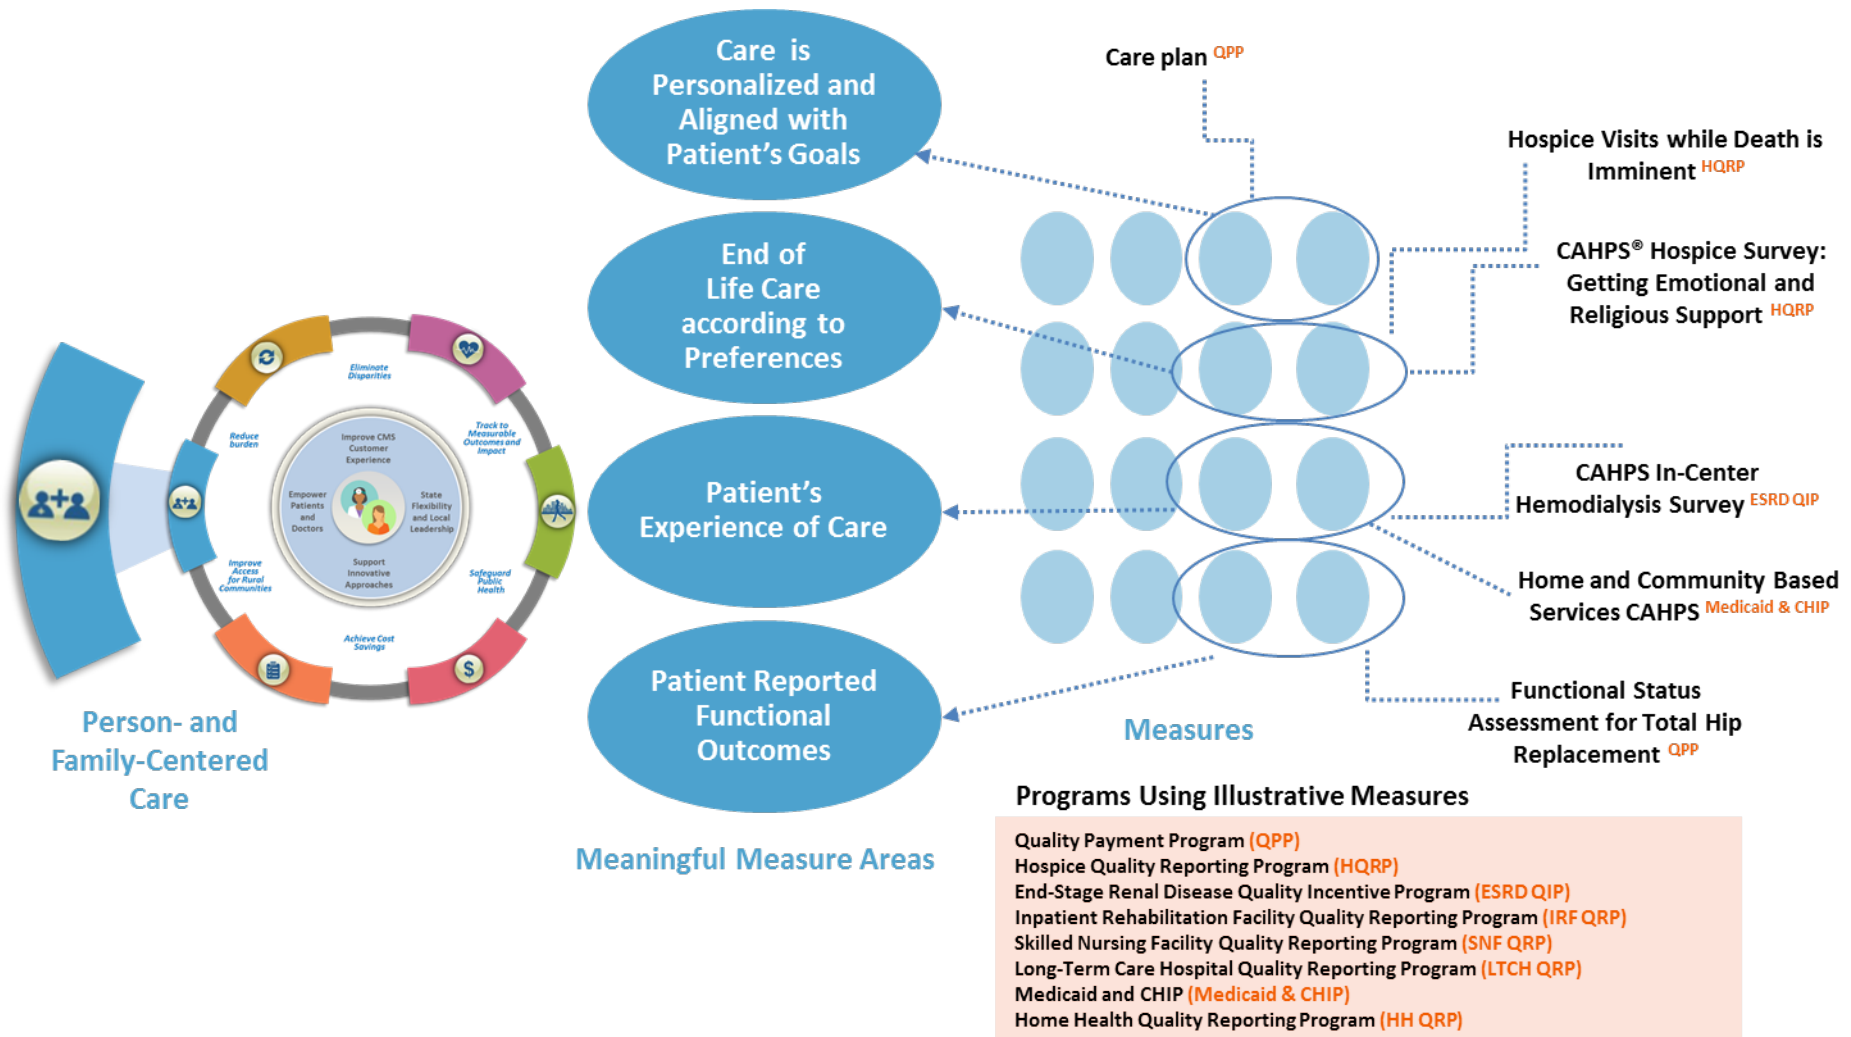 Care is
Personalized and
Aligned with
Patient's Goals
End of
Life Care
according to
Preferences
Patient's
Experience of Care
Patient Reported
Functional
Outcomes
Meaningful Measure Areas
Person- and
Family-Centered
Care
Eliminate
Disparities
Track to
Measurable
Outcomes and
Impact
Safeguard
Public
Health
Achieve Cost
Savings
Improve
Access
for Rural
Communities
Reduce
burden
Improve CMS
Customer
Experience
State
Flexibility
and Local
Leadership
Support
Innovative
Approaches
Empower
Patients
and
Doctors
$
Care plan QPP
Hospice Visits while Death is
Imminent HQRP
CAHPS® Hospice Survey:
Getting Emotional and
Religious Support HQRP
CAHPS In-Center
Hemodialysis Survey ESRD QIP
Home and Community Based
Services CAHPS Medicaid & CHIP
Functional Status
Assessment for Total Hip
Replacement QPP
Measures
Programs Using Illustrative Measures
Quality Payment Program (QPP)
Hospice Quality Reporting Program (HQRP)
End-Stage Renal Disease Quality Incentive Program (ESRD QIP)
Inpatient Rehabilitation Facility Quality Reporting Program (IRF QRP)
Skilled Nursing Facility Quality Reporting Program (SNF QRP)
Long-Term Care Hospital Quality Reporting Program (LTCH QRP)
Medicaid and CHIP (Medicaid & CHIP)
Home Health Quality Reporting Program (HH QRP)